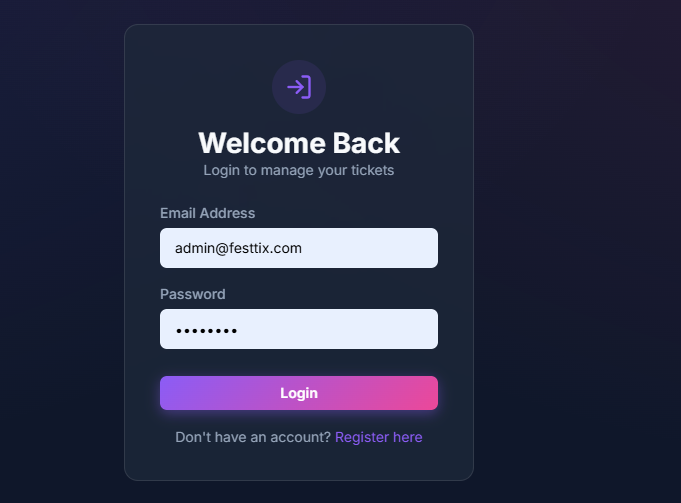 Welcome Back
Login to manage your tickets
Email Address
admin@festtix.com
Password
••••••••
Login
Don't have an account? Register here